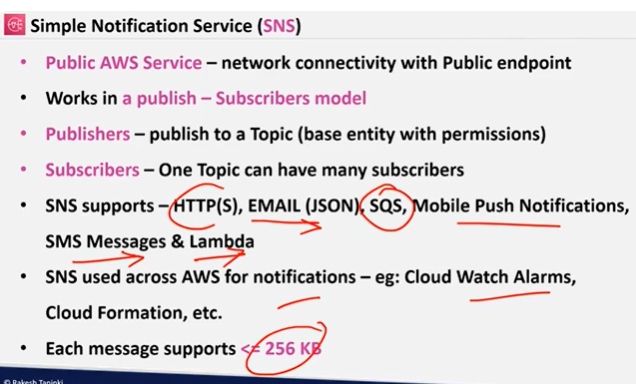 Simple Notification Service (SNS)
• Public AWS Service – network connectivity with Public endpoint
• Works in a publish – Subscribers model
• Publishers – publish to a Topic (base entity with permissions)
• Subscribers – One Topic can have many subscribers
• SNS supports – HTTP(S), EMAIL (JSON), SQS, Mobile Push Notifications,
SMS Messages & Lambda
• SNS used across AWS for notifications – eg: Cloud Watch Alarms,
Cloud Formation, etc.
• Each message supports <= 256 KB
© Rakesh Taninki